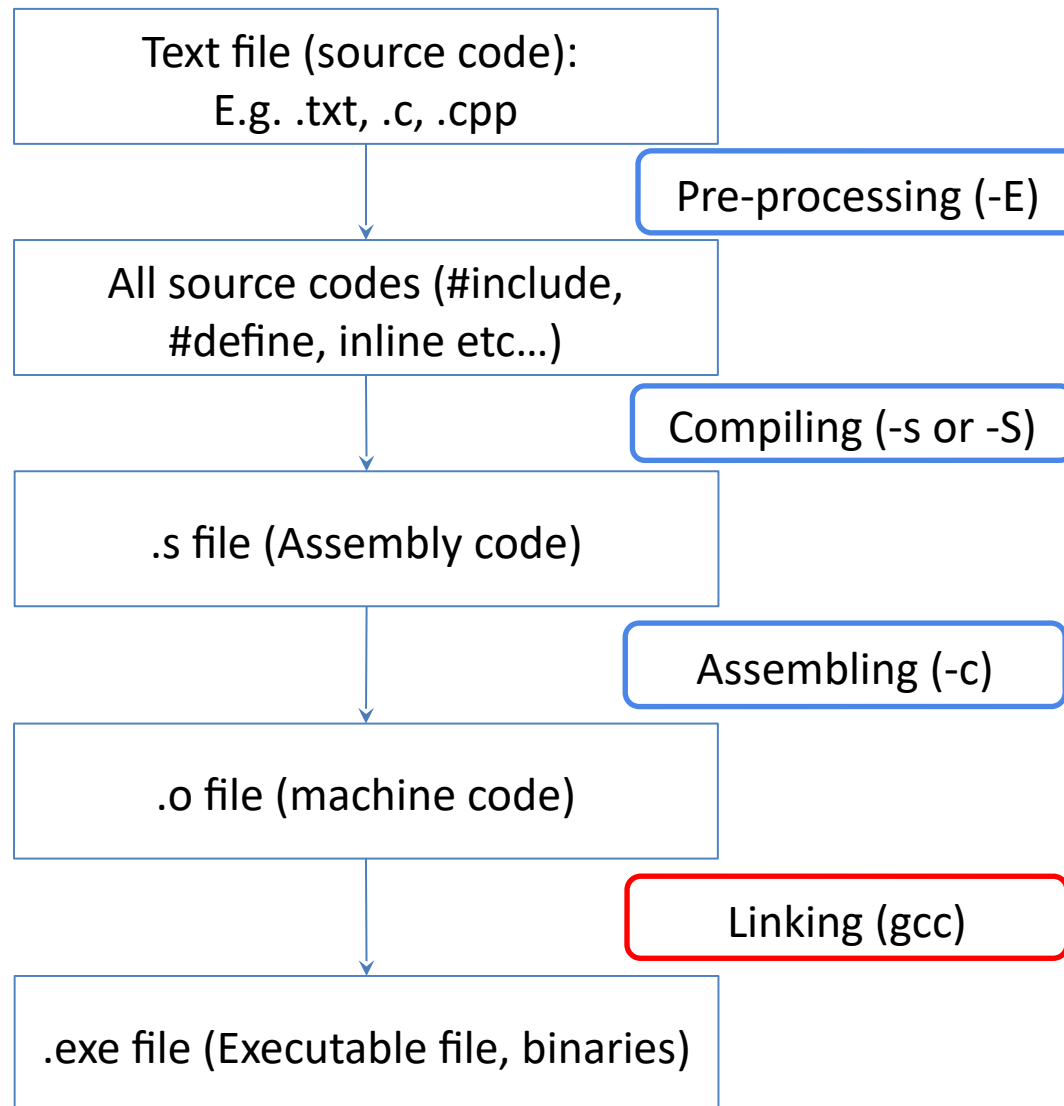 Text file (source code):
E.g. .txt, .c, .cpp
Pre-processing (-E)
All source codes (#include,
#define, inline etc…)
Compiling (-s or -S)
.s file (Assembly code)
Assembling (-c)
.o file (machine code)
Linking (gcc)
.exe file (Executable file, binaries)